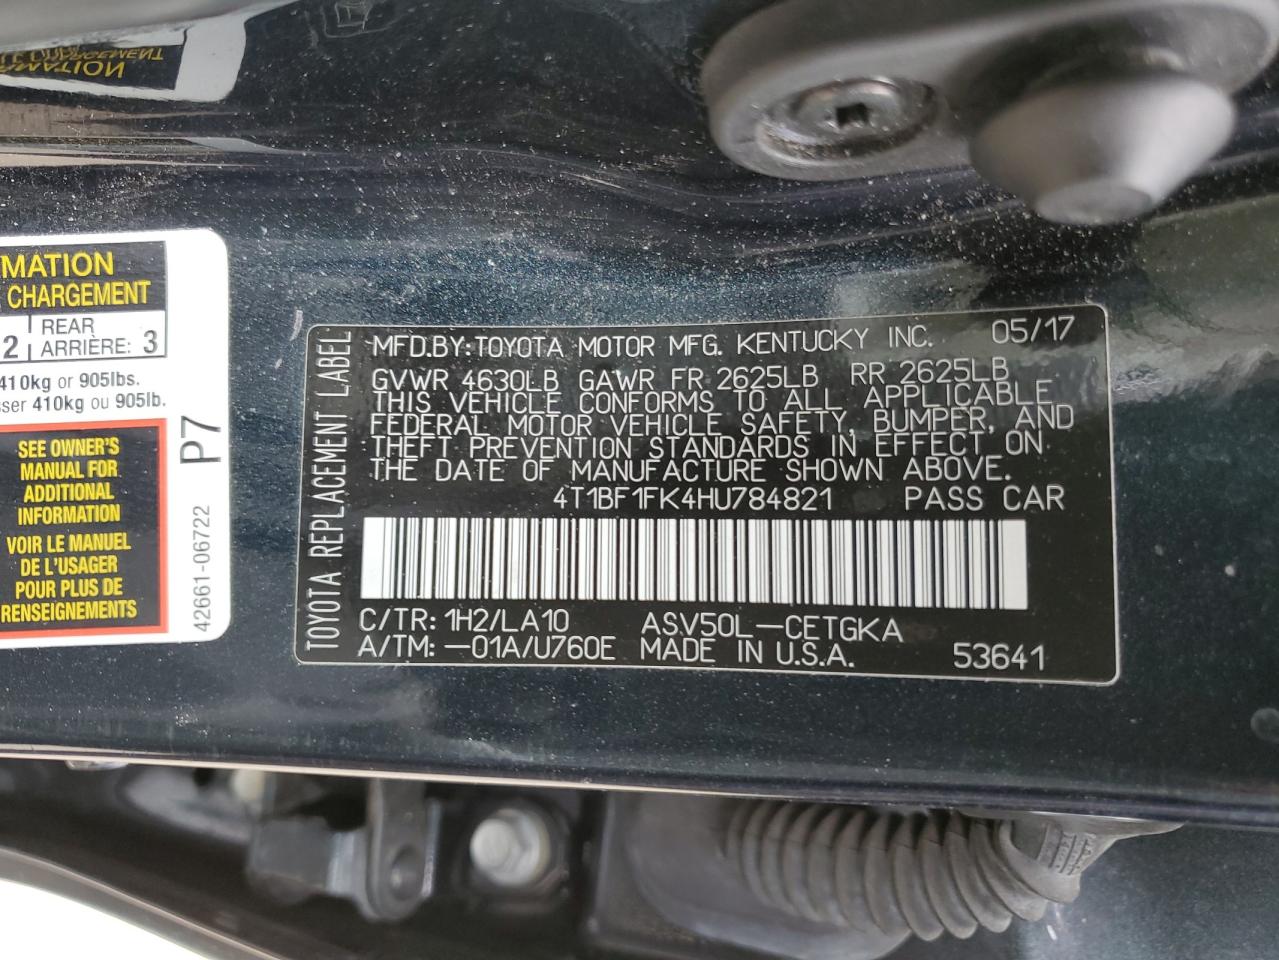 MATION
CHARGEMENT
2 REAR ARRIÈRE: 3
410kg or 905lbs.
sser 410kg ou 905lb.
SEE OWNER'S
MANUAL FOR
ADDITIONAL
INFORMATION
VOIR LE MANUEL
DE L'USAGER
POUR PLUS DE
RENSEIGNEMENTS
42661-06722 P7
TOYOTA REPLACEMENT LABEL
MFD.BY:TOYOTA MOTOR MFG. KENTUCKY INC. 05/17
GVWR 4630LB GAWR FR 2625LB RR 2625LB
THIS VEHICLE CONFORMS TO ALL APPLICABLE
FEDERAL MOTOR VEHICLE SAFETY, BUMPER, AND
THEFT PREVENTION STANDARDS IN EFFECT ON
THE DATE OF MANUFACTURE SHOWN ABOVE.
4T1BF1FK4HU784821 PASS CAR
C/TR: 1H2/LA10 ASV50L-CETGKA
A/TM: -01A/U760E MADE IN U.S.A. 53641